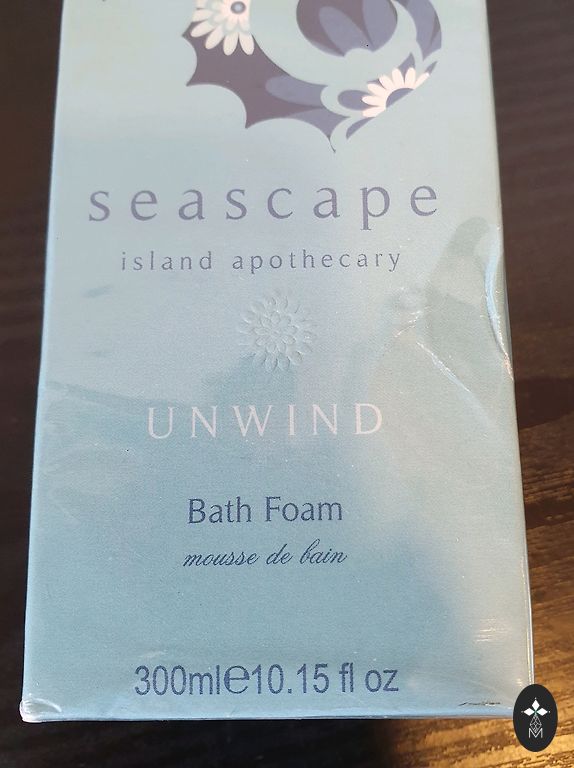 seascape
island apothecary
UNWIND
Bath Foam
mousse de bain
300ml℮10.15 fl oz
M